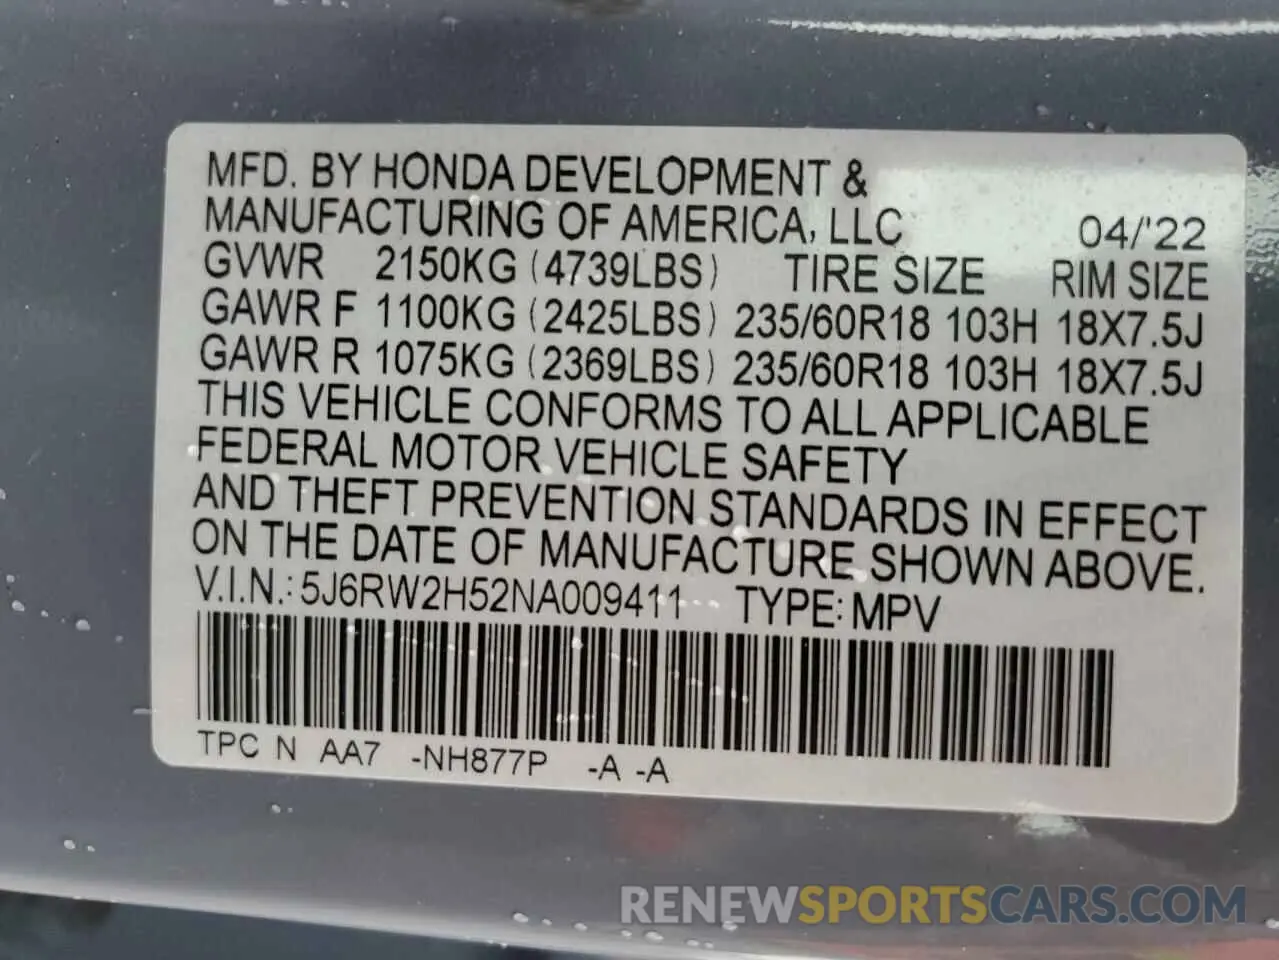 MFD. BY HONDA DEVELOPMENT &
MANUFACTURING OF AMERICA, LLC 04/'22
GVWR 2150KG (4739LBS) TIRE SIZE RIM SIZE
GAWR F 1100KG (2425LBS) 235/60R18 103H 18X7.5J
GAWR R 1075KG (2369LBS) 235/60R18 103H 18X7.5J
THIS VEHICLE CONFORMS TO ALL APPLICABLE
FEDERAL MOTOR VEHICLE SAFETY
AND THEFT PREVENTION STANDARDS IN EFFECT
ON THE DATE OF MANUFACTURE SHOWN ABOVE.
V.I.N.: 5J6RW2H52NA009411 TYPE: MPV
TPC N AA7 -NH877P -A -A
RENEWSPORTSCARS.COM